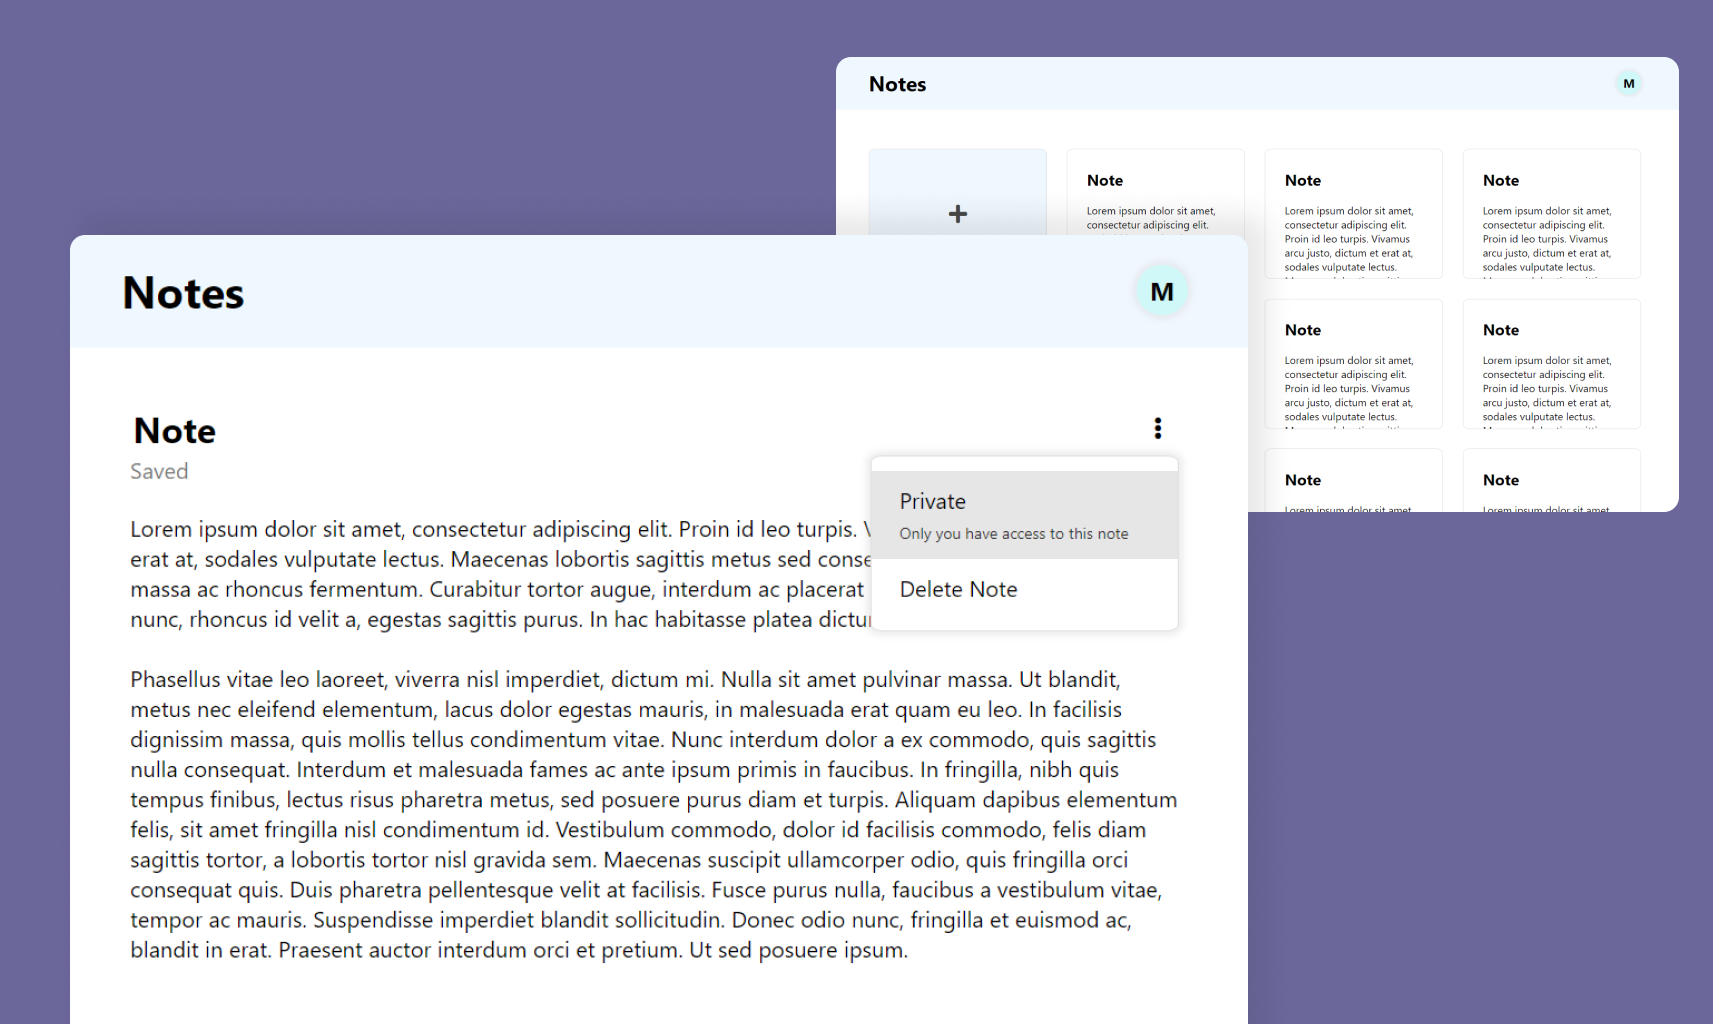 Notes
M
+
Note
Lorem ipsum dolor sit amet,
consectetur adipiscing elit.
Note
Lorem ipsum dolor sit amet,
consectetur adipiscing elit.
Proin id leo turpis. Vivamus
arcu justo, dictum et erat at,
sodales vulputate lectus.
Note
Lorem ipsum dolor sit amet,
consectetur adipiscing elit.
Proin id leo turpis. Vivamus
arcu justo, dictum et erat at,
sodales vulputate lectus.
Note
Lorem ipsum dolor sit amet,
consectetur adipiscing elit.
Proin id leo turpis. Vivamus
arcu justo, dictum et erat at,
sodales vulputate lectus.
Note
Lorem ipsum dolor sit amet,
consectetur adipiscing elit.
Proin id leo turpis. Vivamus
arcu justo, dictum et erat at,
sodales vulputate lectus.
Note
Lorem ipsum dolor sit amet,
Note
Lorem ipsum dolor sit amet,
Notes
M
Note
Saved
Private
Only you have access to this note
Delete Note
Lorem ipsum dolor sit amet, consectetur adipiscing elit. Proin id leo turpis.
erat at, sodales vulputate lectus. Maecenas lobortis sagittis metus sed
massa ac rhoncus fermentum. Curabitur tortor augue, interdum ac placerat
nunc, rhoncus id velit a, egestas sagittis purus. In hac habitasse platea
Phasellus vitae leo laoreet, viverra nisl imperdiet, dictum mi. Nulla sit amet pulvinar massa. Ut blandit,
metus nec eleifend elementum, lacus dolor egestas mauris, in malesuada erat quam eu leo. In facilisis
dignissim massa, quis mollis tellus condimentum vitae. Nunc interdum dolor a ex commodo, quis sagittis
nulla consequat. Interdum et malesuada fames ac ante ipsum primis in faucibus. In fringilla, nibh quis
tempus finibus, lectus risus pharetra metus, sed posuere purus diam et turpis. Aliquam dapibus elementum
felis, sit amet fringilla nisl condimentum id. Vestibulum commodo, dolor id facilisis commodo, felis diam
sagittis tortor, a lobortis tortor nisl gravida sem. Maecenas suscipit ullamcorper odio, quis fringilla orci
consequat quis. Duis pharetra pellentesque velit at facilisis. Fusce purus nulla, faucibus a vestibulum vitae,
tempor ac mauris. Suspendisse imperdiet blandit sollicitudin. Donec odio nunc, fringilla et euismod ac,
blandit in erat. Praesent auctor interdum orci et pretium. Ut sed posuere ipsum.